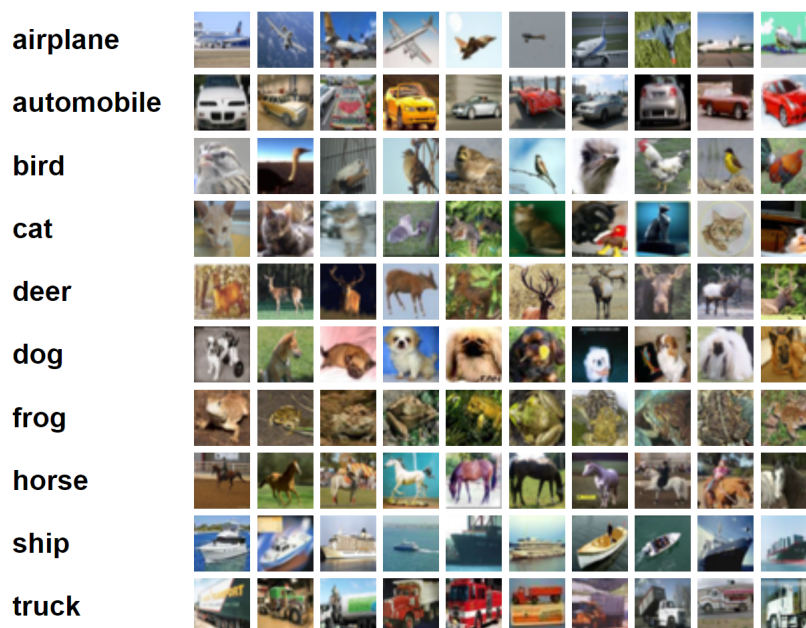 airplane
automobile
bird
cat
deer
dog
frog
horse
ship
truck